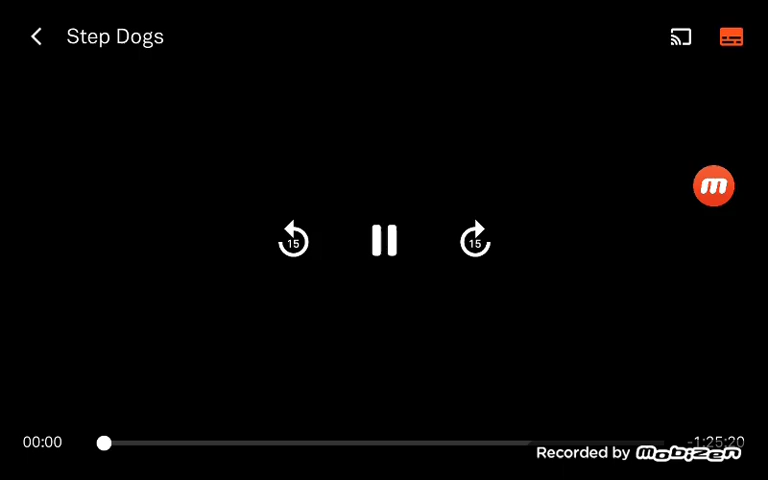 Step Dogs
15
15
00:00
-1:25:20
Recorded by Mobizen
m